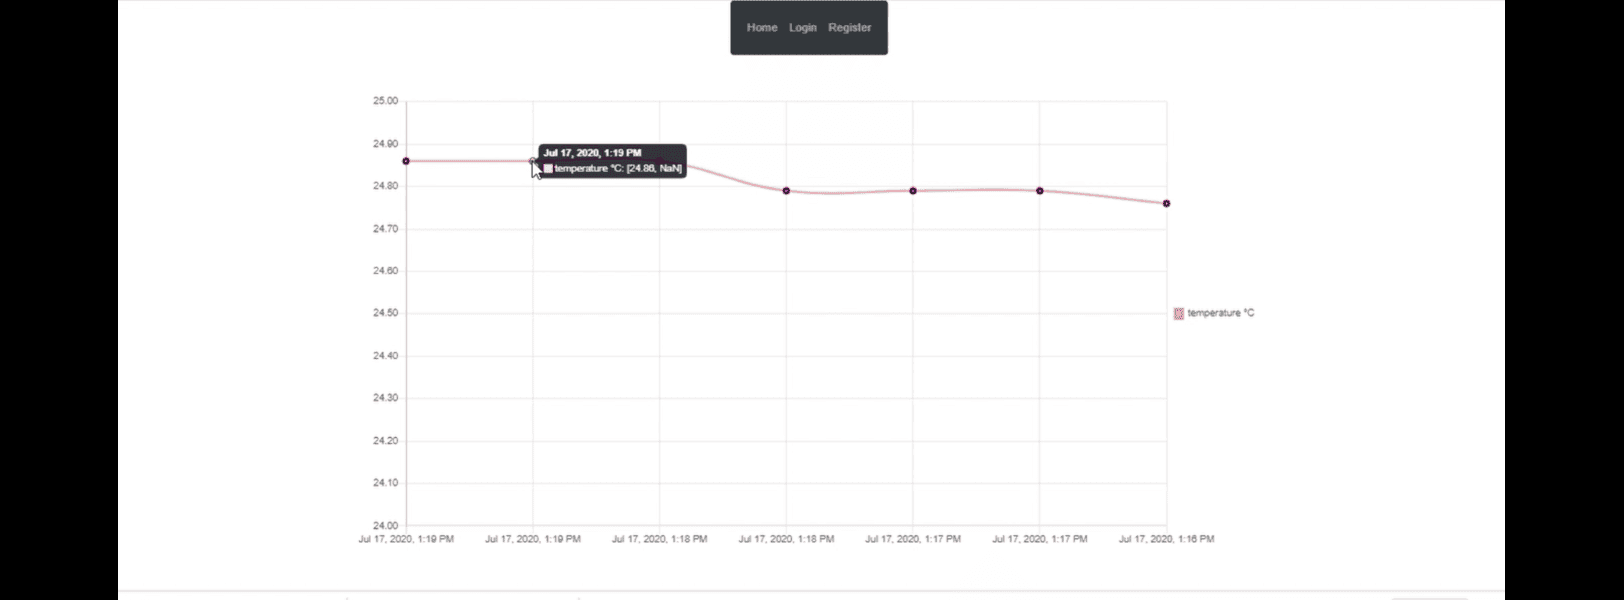 Home Login Register
25.00
24.90
Jul 17, 2020, 1:19 PM
temperature °C: [24.86, NaN]
24.80
24.70
24.60
24.50
temperature °C
24.40
24.30
24.20
24.10
24.00
Jul 17, 2020, 1:19 PM Jul 17, 2020, 1:19 PM Jul 17, 2020, 1:18 PM Jul 17, 2020, 1:18 PM Jul 17, 2020, 1:17 PM Jul 17, 2020, 1:17 PM Jul 17, 2020, 1:16 PM